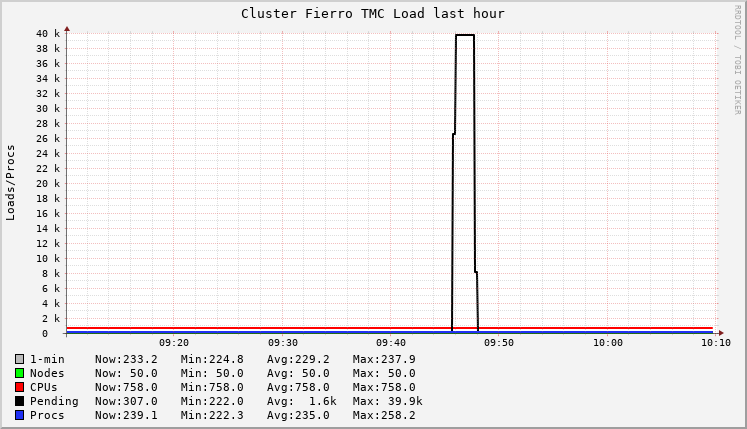 Cluster Fierro TMC Load last hour
RRDTOOL / TOBI OETIKER
Loads/Procs
40 k
38 k
36 k
34 k
32 k
30 k
28 k
26 k
24 k
22 k
20 k
18 k
16 k
14 k
12 k
10 k
8 k
6 k
4 k
2 k
0
09:20 09:30 09:40 09:50 10:00 10:10
1-min Now:233.2 Min:224.8 Avg:229.2 Max:237.9
Nodes Now: 50.0 Min: 50.0 Avg: 50.0 Max: 50.0
CPUs Now:758.0 Min:758.0 Avg:758.0 Max:758.0
Pending Now:307.0 Min:222.0 Avg: 1.6k Max: 39.9k
Procs Now:239.1 Min:222.3 Avg:235.0 Max:258.2